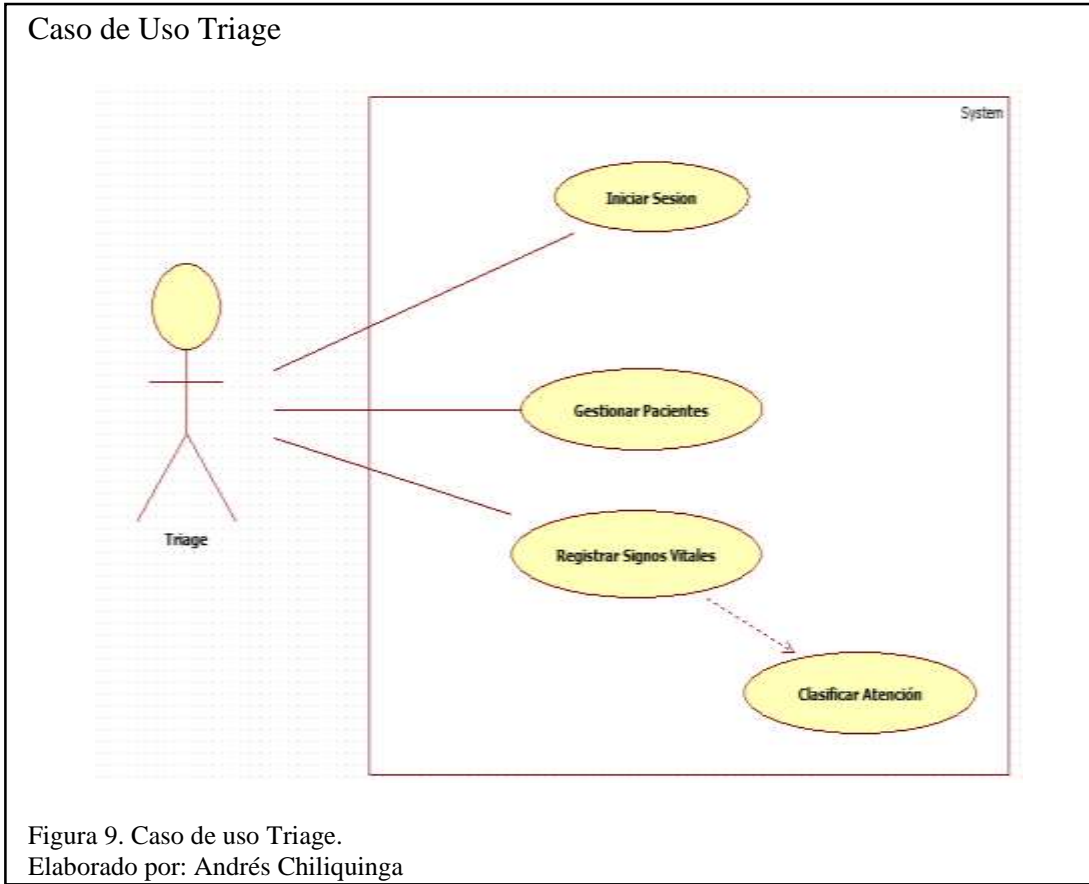 Caso de Uso Triage
System
Iniciar Sesion
Gestionar Pacientes
Registrar Signos Vitales
Triage
Clasificar Atención
Figura 9. Caso de uso Triage.
Elaborado por: Andrés Chiliquinga